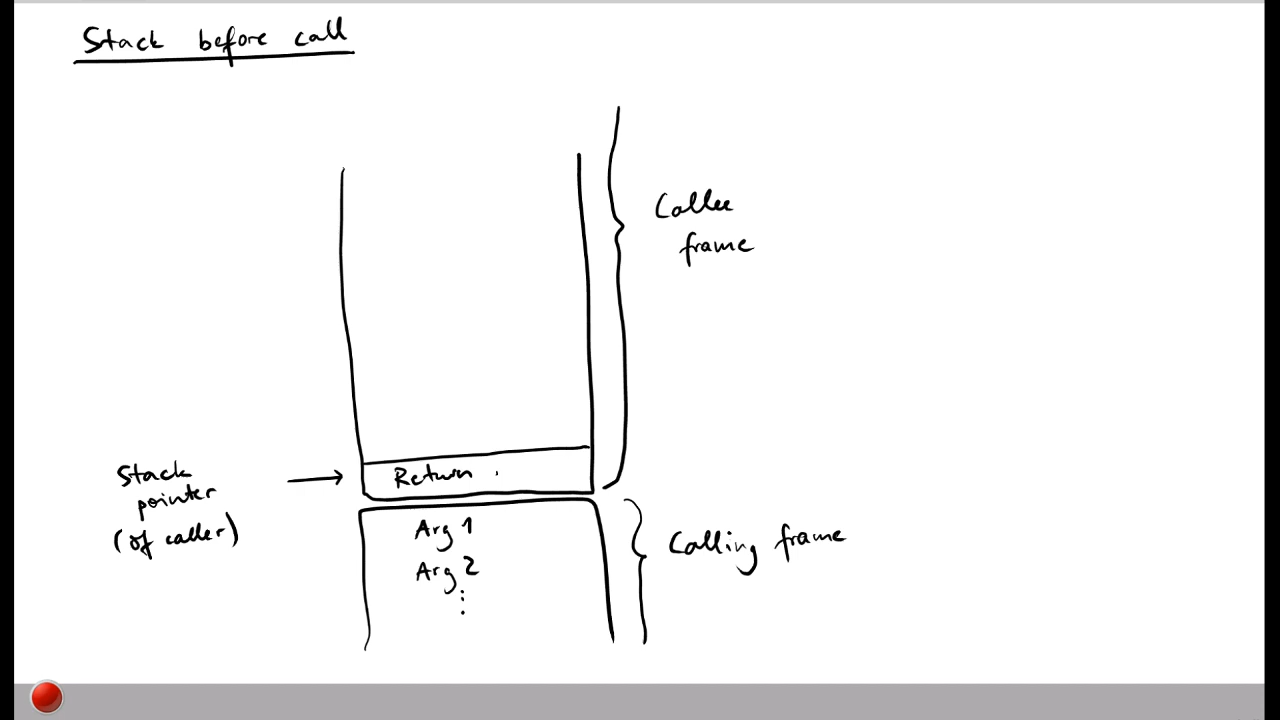 Stack before call
Callee
frame
Stack
pointer
(of caller)
Return
Arg 1
Arg 2
⋮
Calling frame